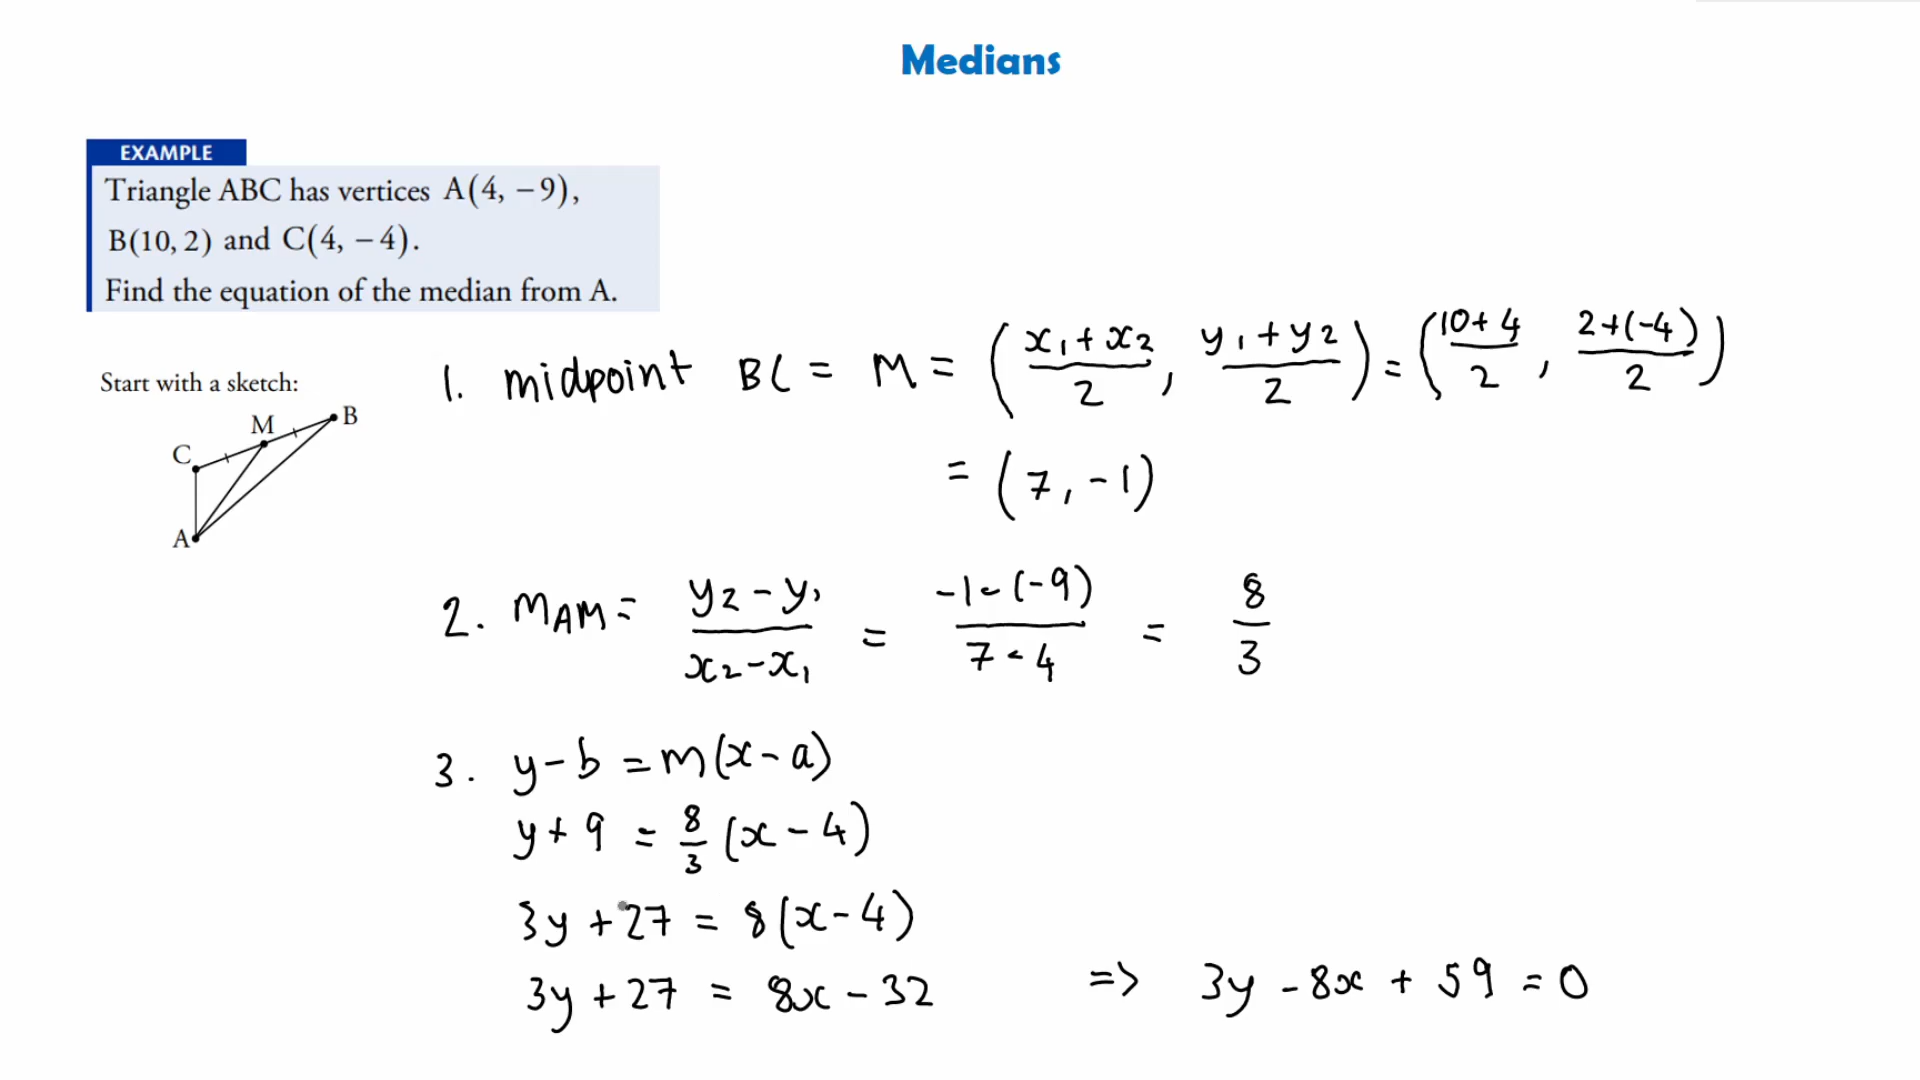 Medians
EXAMPLE
Triangle ABC has vertices A(4, −9),
B(10, 2) and C(4, −4).
Find the equation of the median from A.
Start with a sketch:
M
B
C
A
1. midpoint BC = M = ( (x₁+x₂)/2 , (y₁+y₂)/2 ) = ( (10+4)/2 , (2+(-4))/2 )
= (7, -1)
2. m_AM = (y₂-y₁)/(x₂-x₁) = (-1-(-9))/(7-4) = 8/3
3. y-b = m(x-a)
y+9 = 8/3 (x-4)
3y+27 = 8(x-4)
3y+27 = 8x-32 => 3y-8x+59=0